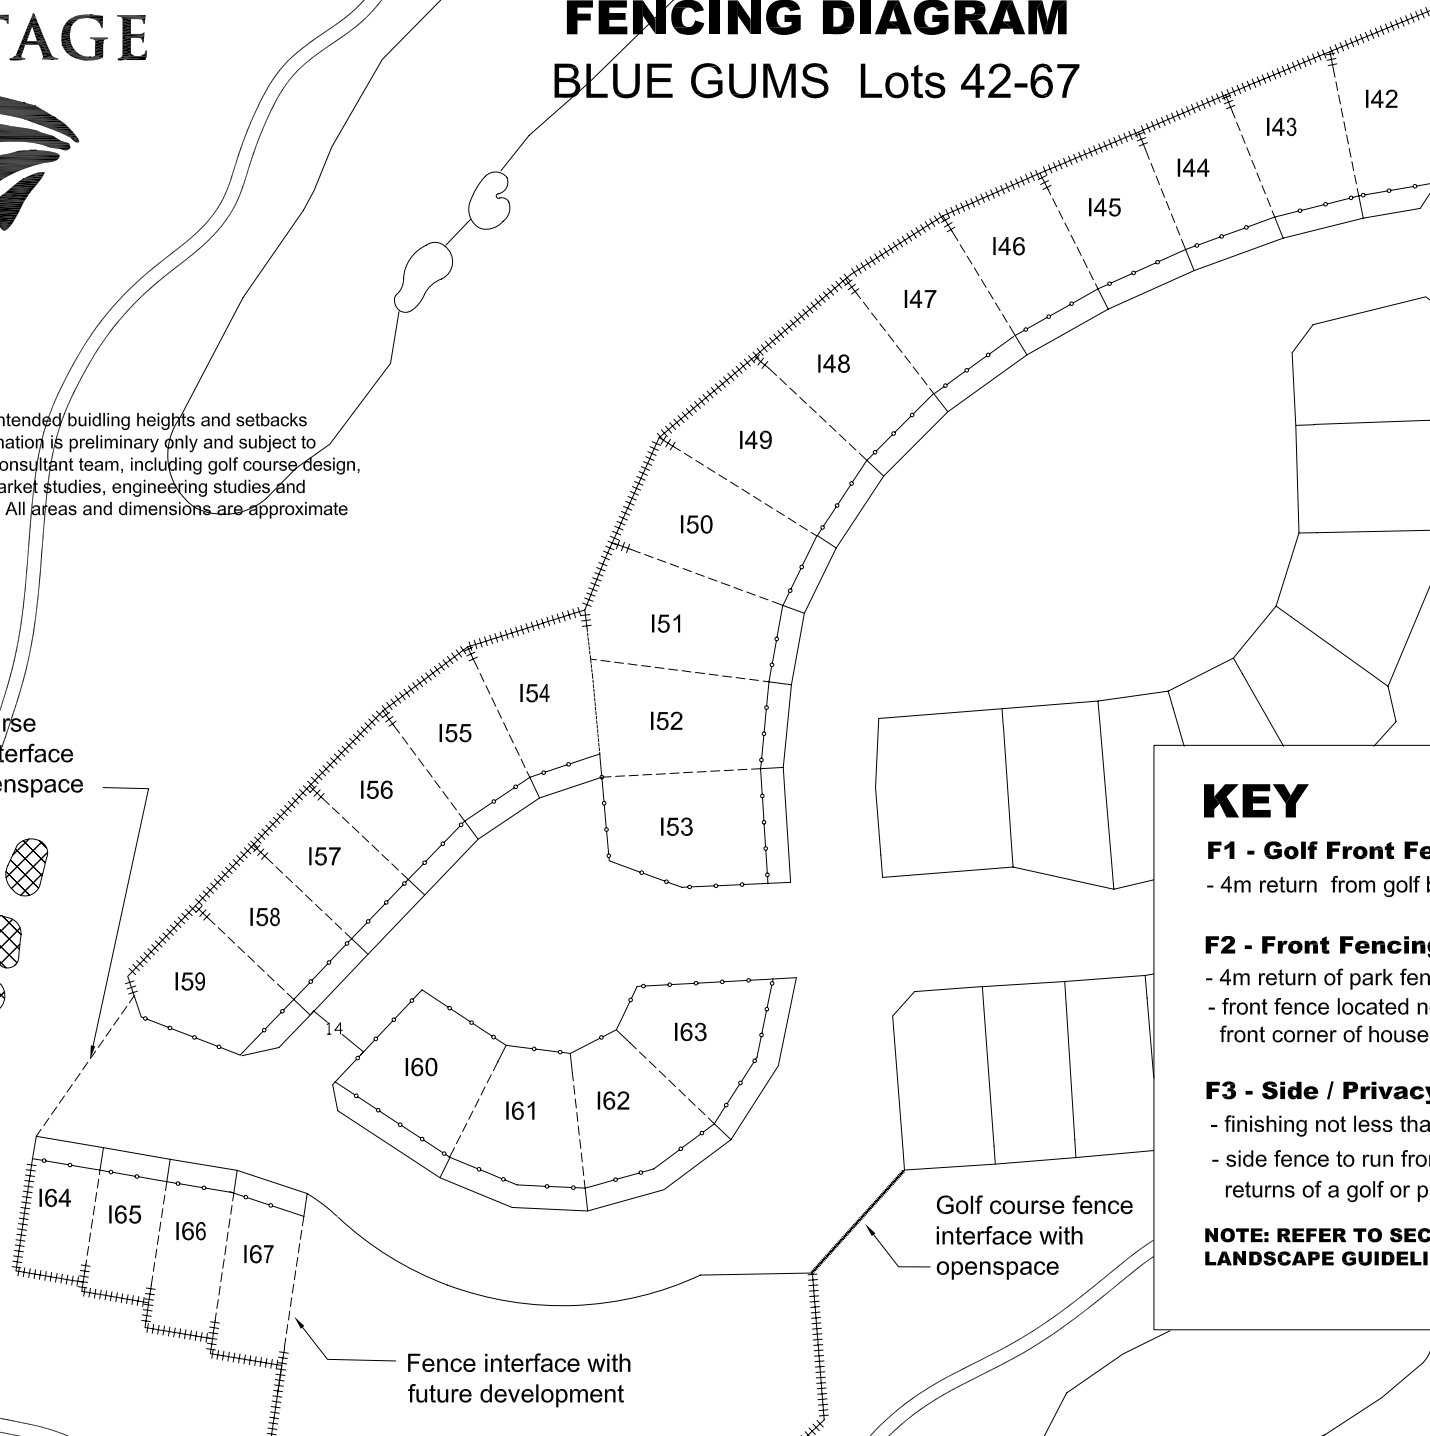 TAGE
FENCING DIAGRAM
BLUE GUMS Lots 42-67
ntended buidling heights and setbacks
nation is preliminary only and subject to
onsultant team, including golf course design,
arket studies, engineering studies and
All areas and dimensions are approximate
I42
I43
I44
I45
I46
I47
I48
I49
I50
I51
I52
I53
I54
I55
I56
I57
I58
I59
14
I60
I61
I62
I63
I64
I65
I66
I67
rse
terface
enspace
Golf course fence
interface with
openspace
Fence interface with
future development
KEY
F1 - Golf Front Fe
- 4m return from golf b
F2 - Front Fencing
- 4m return of park fen
- front fence located n
front corner of house
F3 - Side / Privacy
- finishing not less tha
- side fence to run fro
returns of a golf or p
NOTE: REFER TO SEC
LANDSCAPE GUIDELI